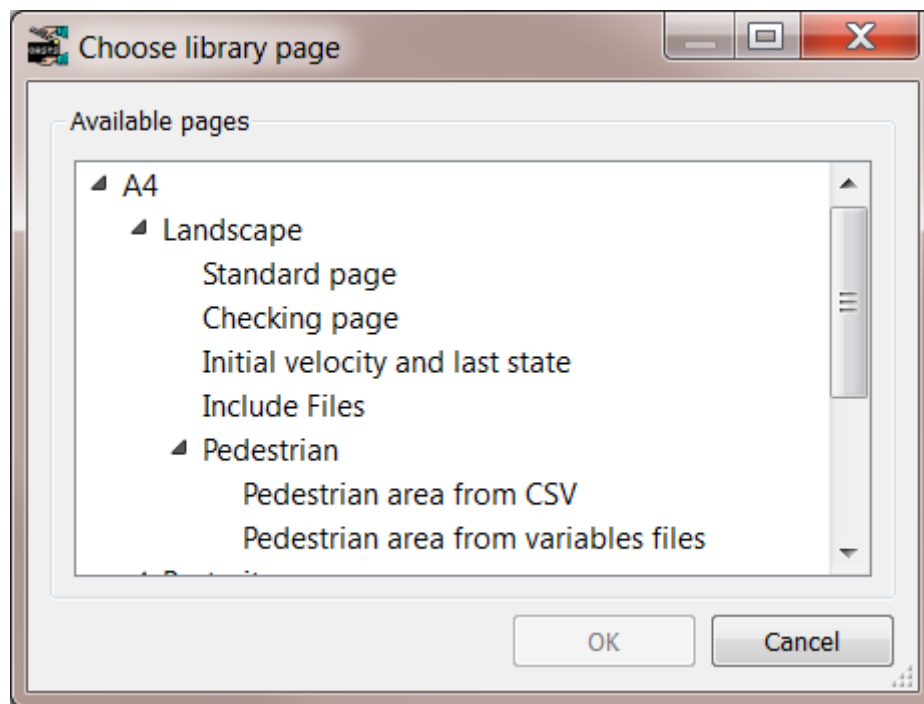 Choose library page
Available pages
A4
Landscape
Standard page
Checking page
Initial velocity and last state
Include Files
Pedestrian
Pedestrian area from CSV
Pedestrian area from variables files
OK
Cancel